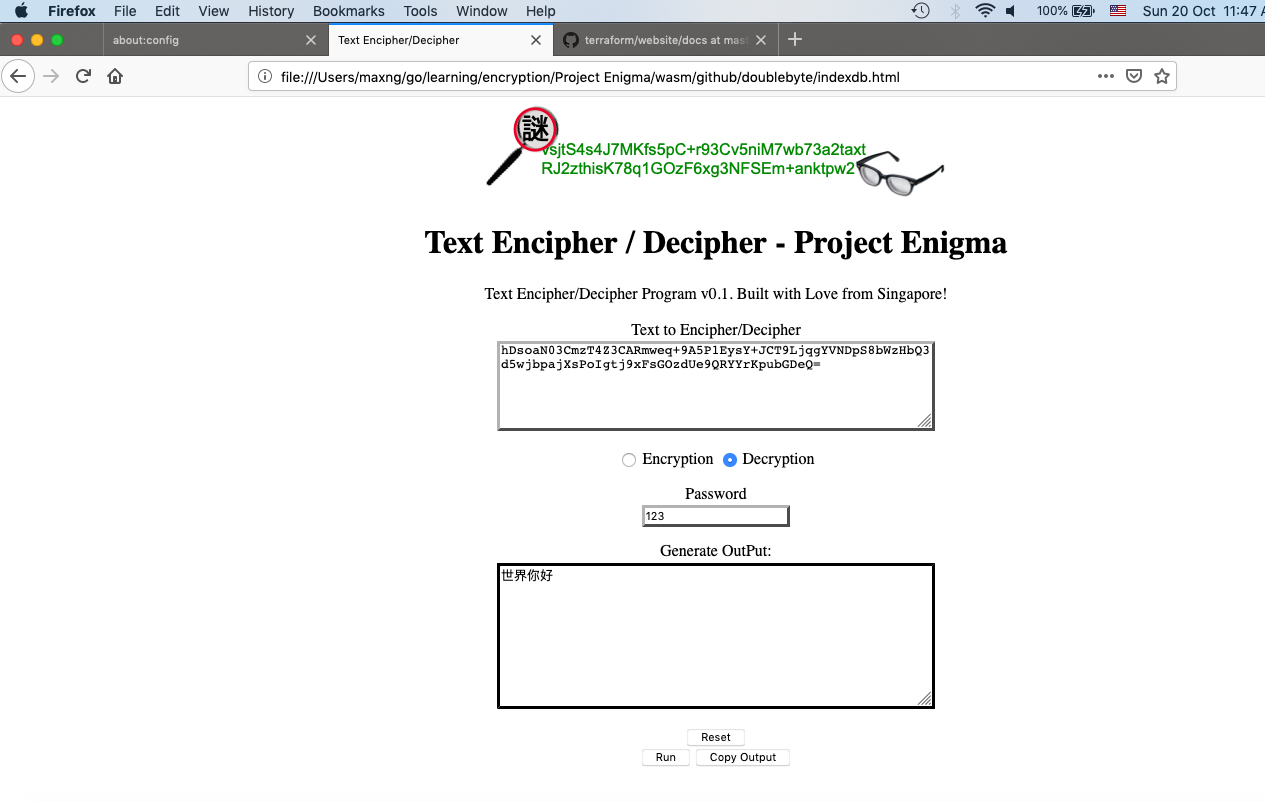 Firefox File Edit View History Bookmarks Tools Window Help 100% Sun 20 Oct 11:47 A
about:config Text Encipher/Decipher terraform/website/docs at mast
file:///Users/maxng/go/learning/encryption/Project Enigma/wasm/github/doublebyte/indexdb.html
謎
vsjtS4s4J7MKfs5pC+r93Cv5niM7wb73a2taxt
RJ2zthisK78q1GOzF6xg3NFSEm+anktpw2
Text Encipher / Decipher - Project Enigma
Text Encipher/Decipher Program v0.1. Built with Love from Singapore!
Text to Encipher/Decipher
hDsoaN03CmzT4Z3CARmweq+9A5PlEysY+JCT9LjqgYVNDpS8bWzHbQ3
d5wjbpajXsPoIgtj9xFsGOzdUe9QRYYrKpubGDeQ=
Encryption Decryption
Password
123
Generate OutPut:
世界你好
Reset
Run Copy Output